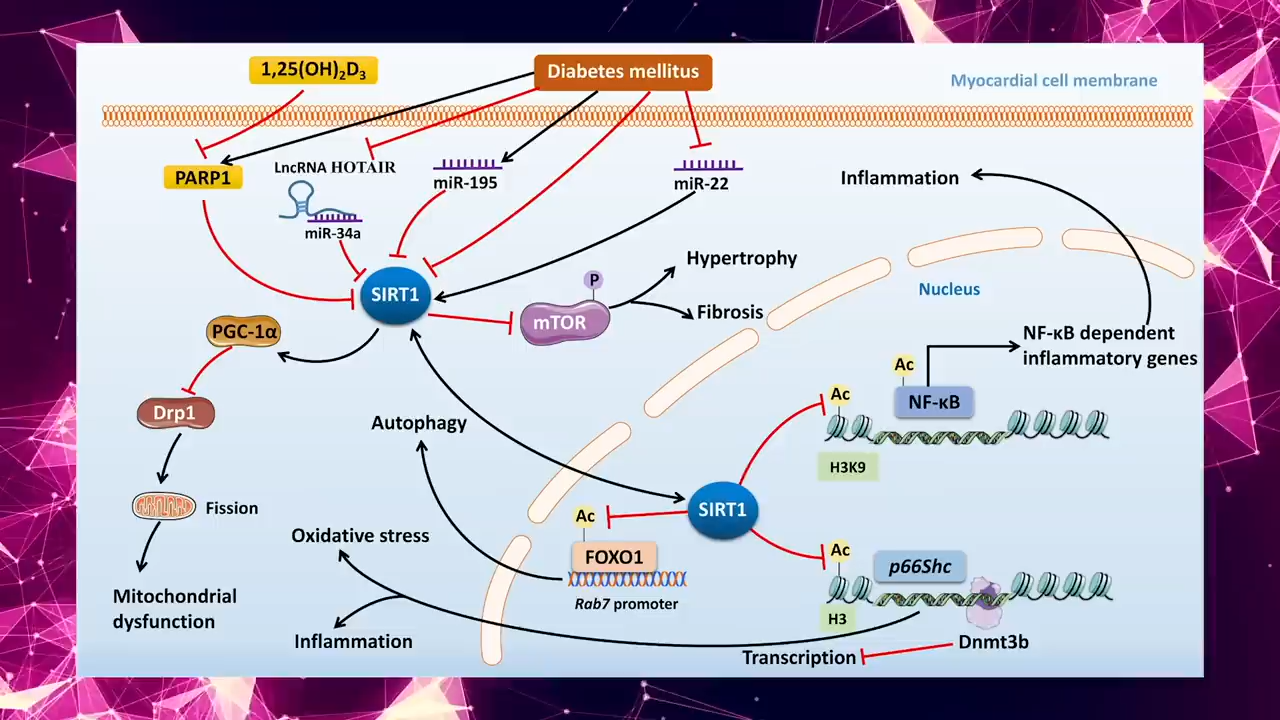 1,25(OH)₂D₃
Diabetes mellitus
Myocardial cell membrane
PARP1
LncRNA HOTAIR
miR-195
miR-22
Inflammation
miR-34a
SIRT1
P
mTOR
Hypertrophy
Fibrosis
Nucleus
PGC-1α
NF-κB dependent
inflammatory genes
Ac
NF-κB
Ac
H3K9
Drp1
Autophagy
Fission
SIRT1
Ac
FOXO1
Rab7 promoter
Oxidative stress
Ac
p66Shc
H3
Mitochondrial
dysfunction
Inflammation
Transcription
Dnmt3b